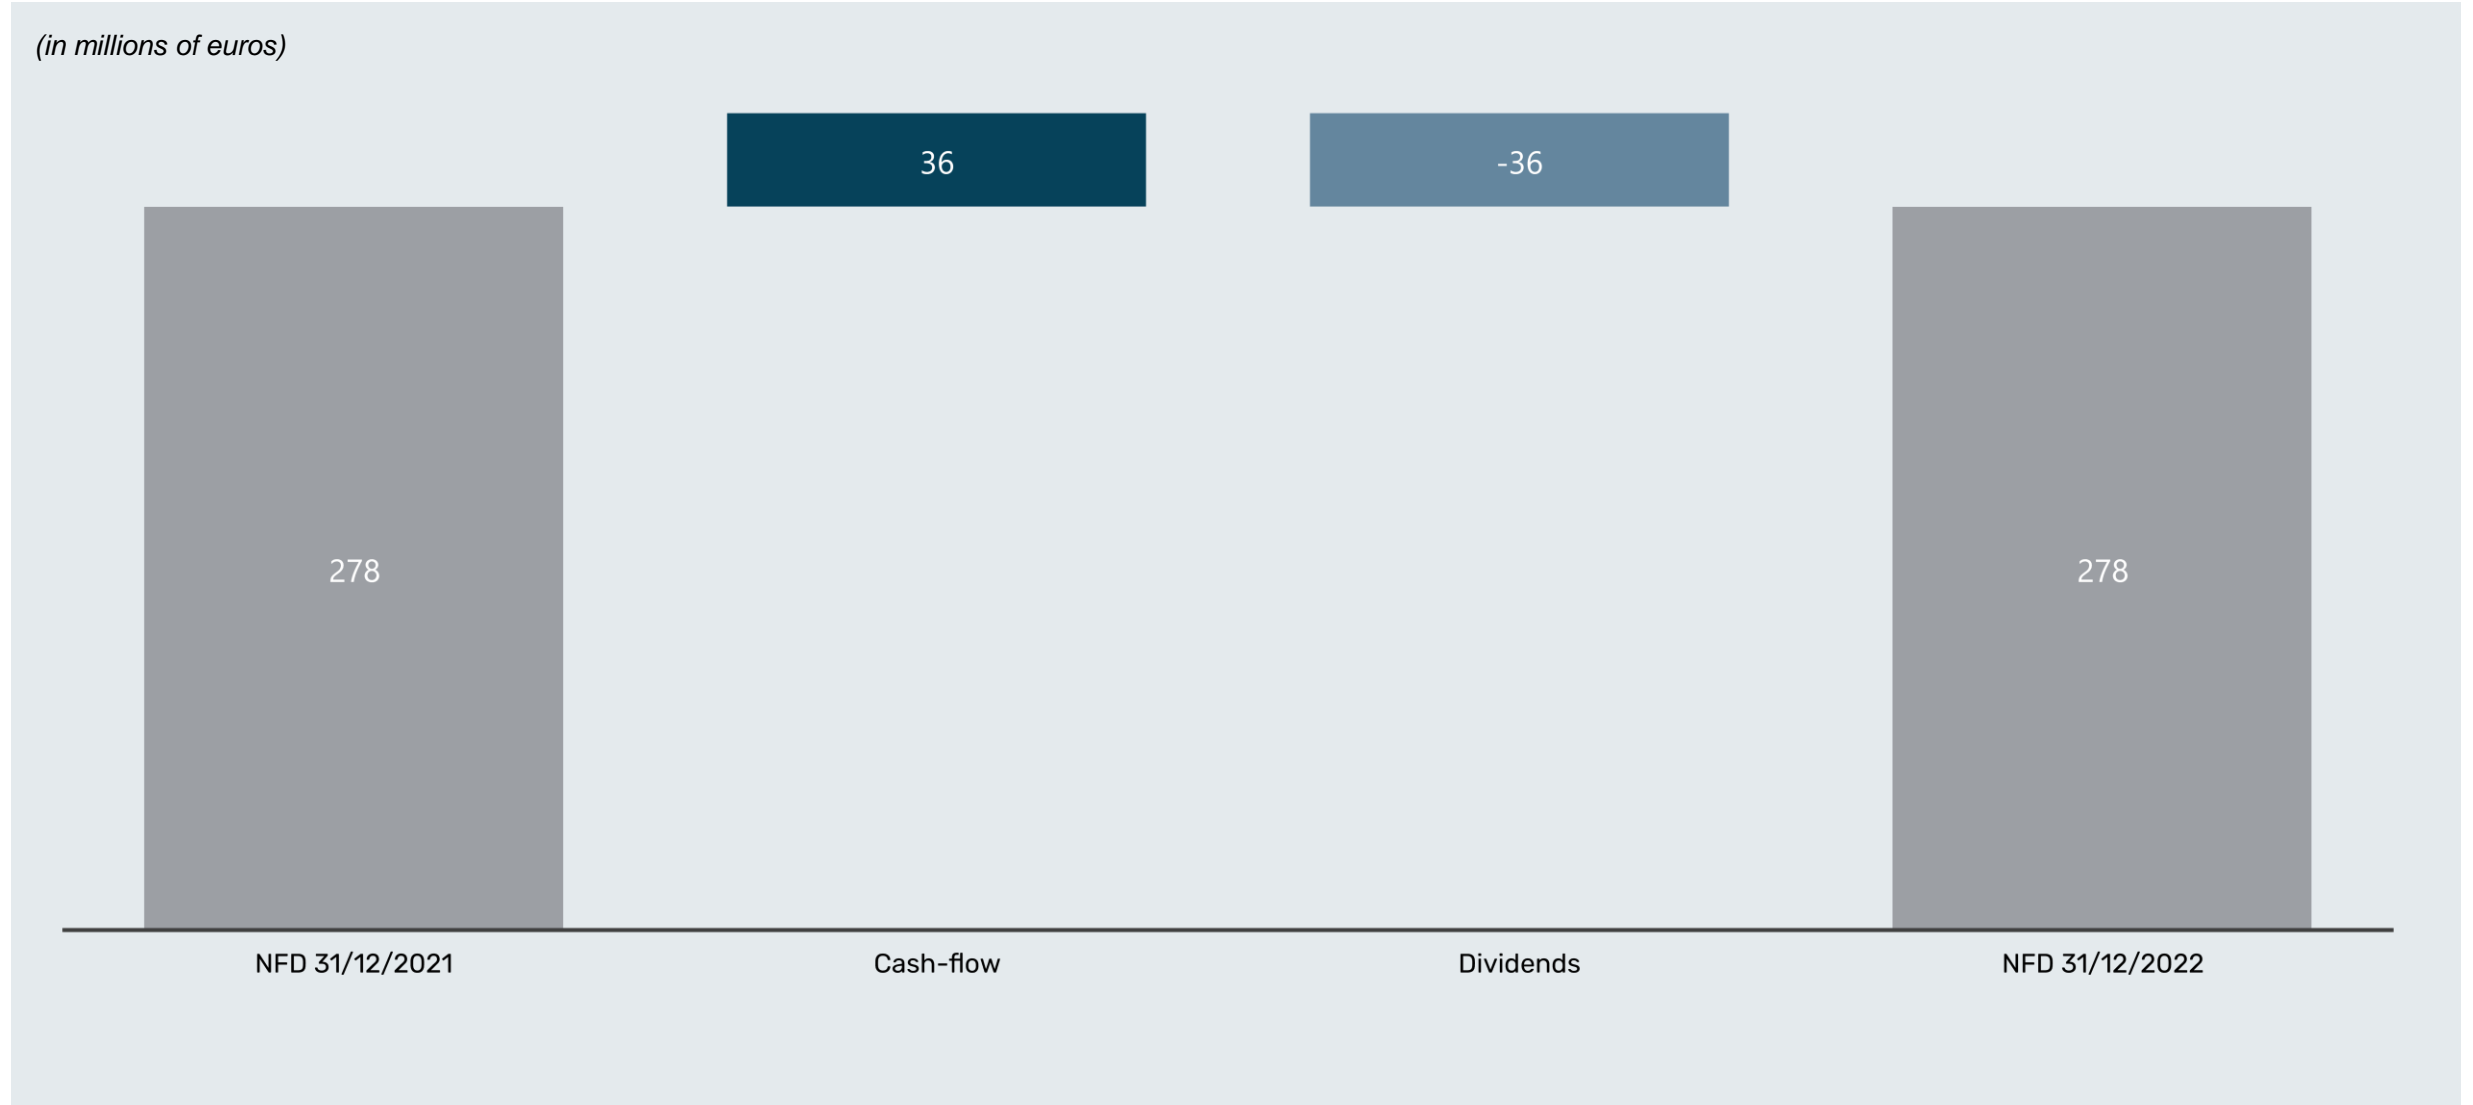 (in millions of euros)
36
-36
278
278
NFD 31/12/2021
Cash-flow
Dividends
NFD 31/12/2022